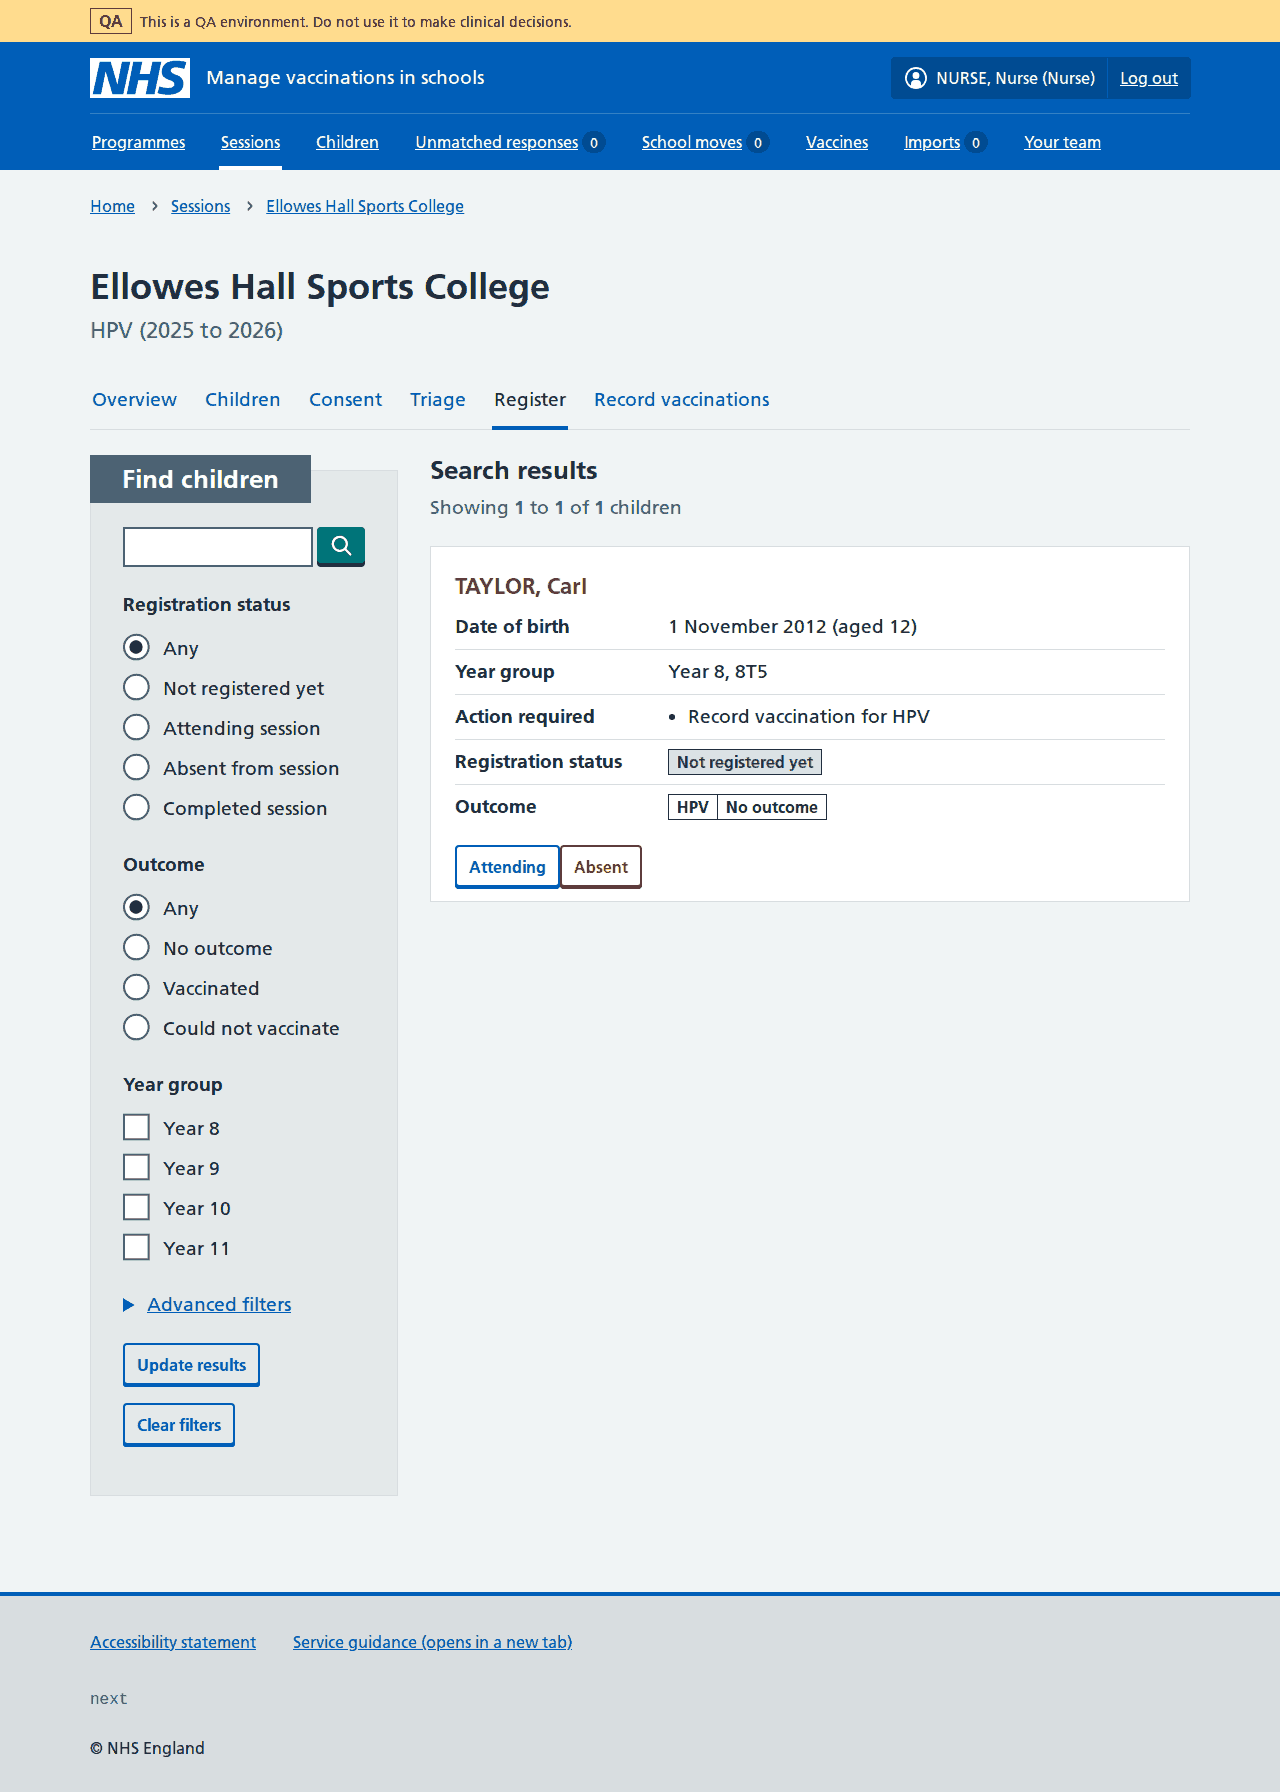 QA This is a QA environment. Do not use it to make clinical decisions.
NHS Manage vaccinations in schools NURSE, Nurse (Nurse) Log out
Programmes Sessions Children Unmatched responses 0 School moves 0 Vaccines Imports 0 Your team
Home Sessions Ellowes Hall Sports College
Ellowes Hall Sports College
HPV (2025 to 2026)
Overview Children Consent Triage Register Record vaccinations
Find children
Registration status
Any
Not registered yet
Attending session
Absent from session
Completed session
Outcome
Any
No outcome
Vaccinated
Could not vaccinate
Year group
Year 8
Year 9
Year 10
Year 11
Advanced filters
Update results
Clear filters
Search results
Showing 1 to 1 of 1 children
TAYLOR, Carl
Date of birth 1 November 2012 (aged 12)
Year group Year 8, 8T5
Action required • Record vaccination for HPV
Registration status Not registered yet
Outcome HPV No outcome
Attending Absent
Accessibility statement Service guidance (opens in a new tab)
next
© NHS England